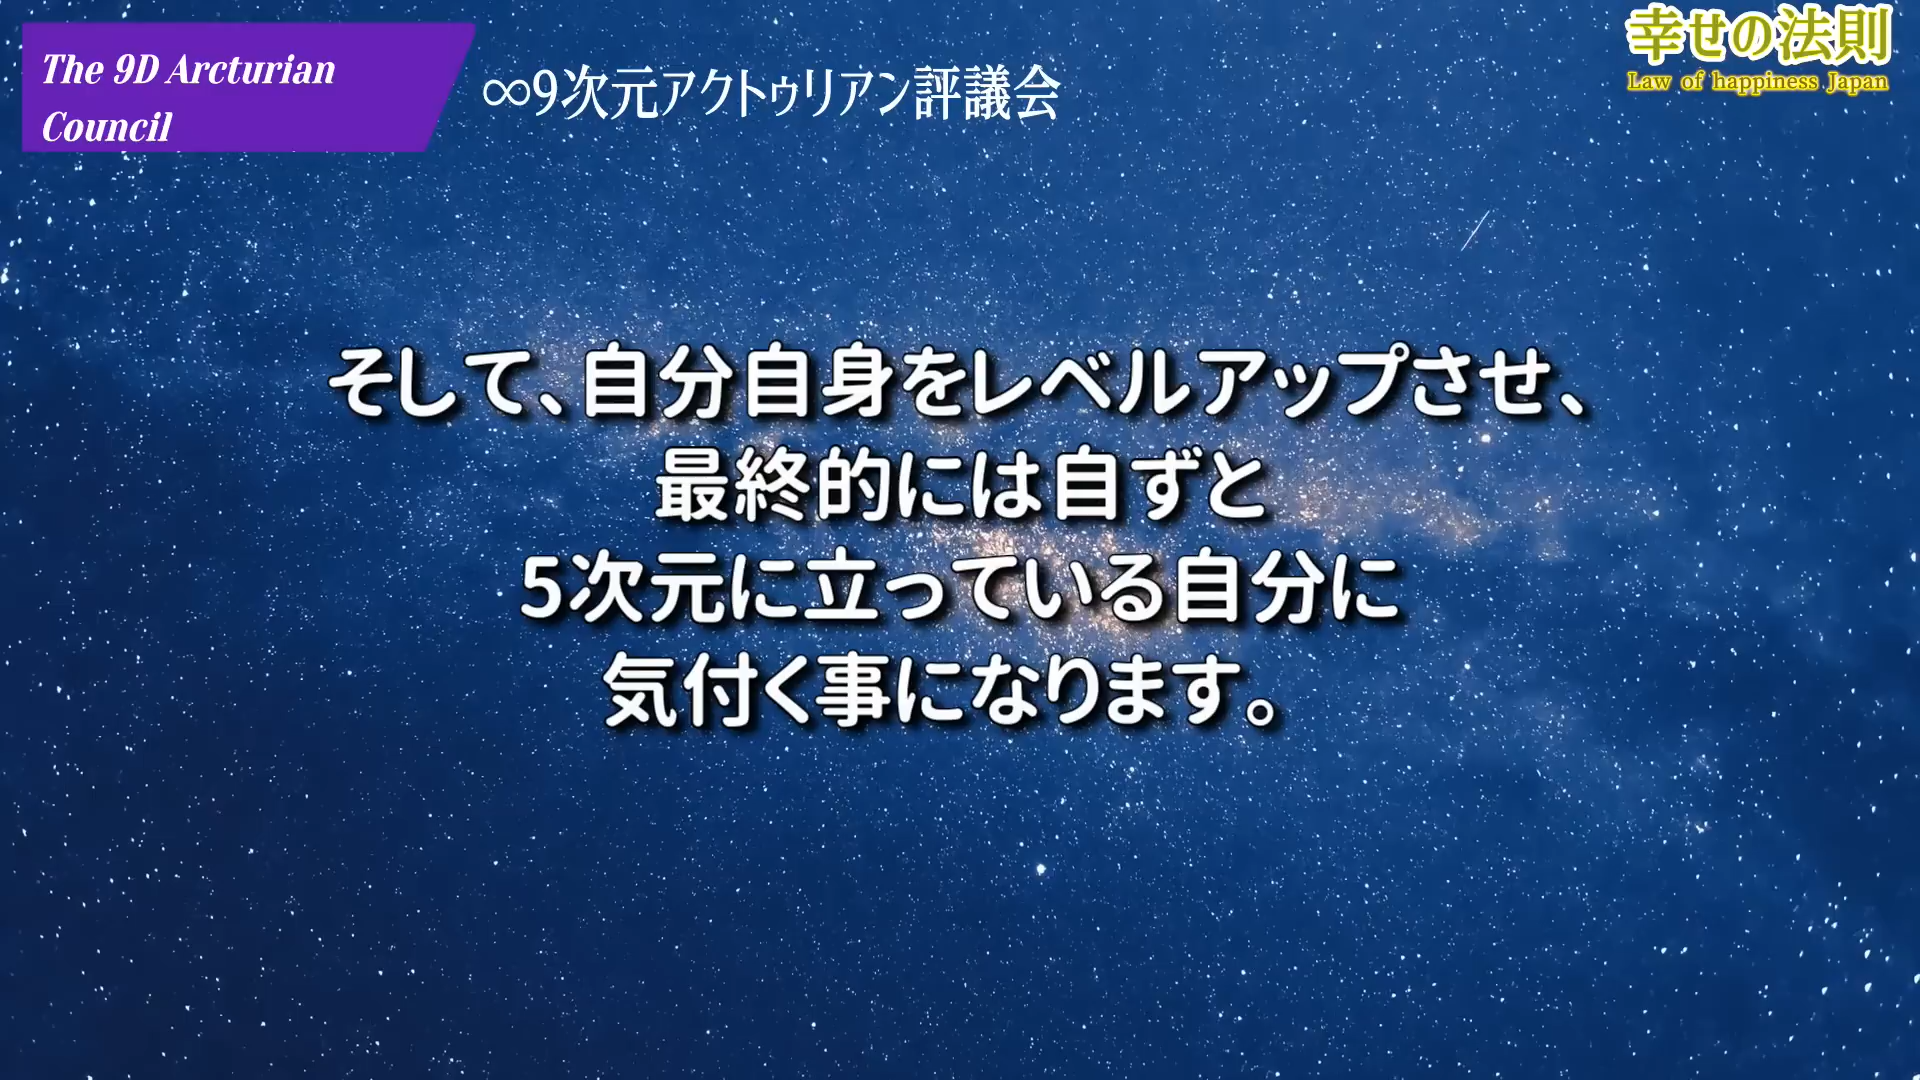 The 9D Arcturian
Council
∞9次元アクトゥリアン評議会
幸せの法則
Law of happiness Japan
そして、自分自身をレベルアップさせ、
最終的には自ずと
5次元に立っている自分に
気付く事になります。